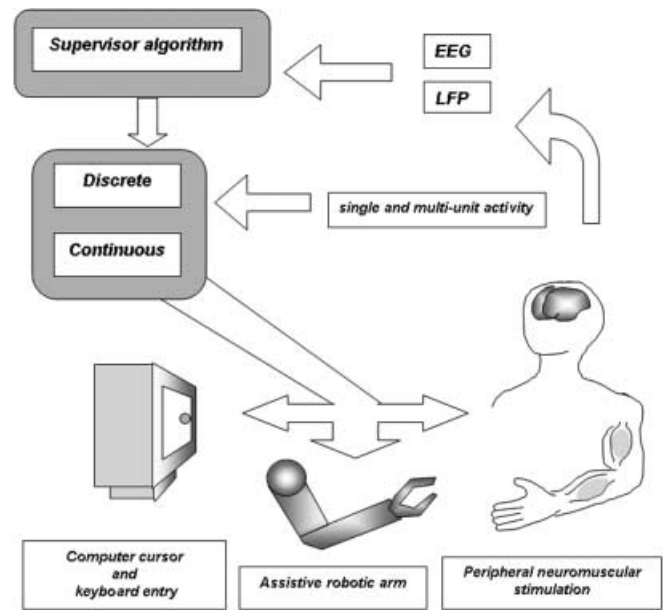 Supervisor algorithm
EEG
LFP
Discrete
single and multi-unit activity
Continuous
Computer cursor
and
keyboard entry
Assistive robotic arm
Peripheral neuromuscular
stimulation